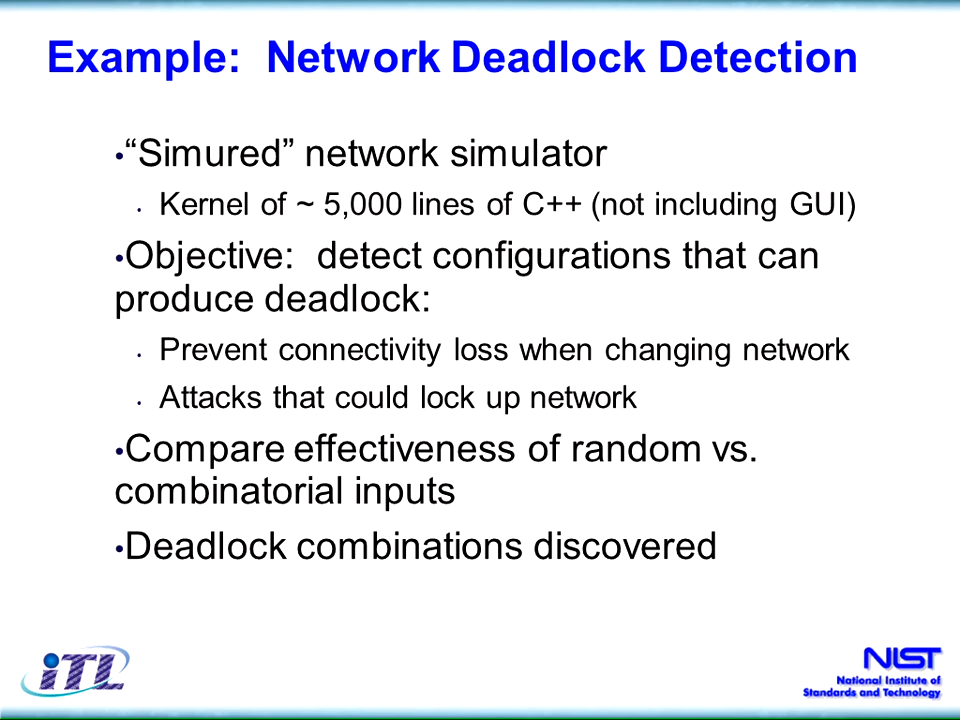 Example:  Network Deadlock Detection
•“Simured” network simulator
• Kernel of ~ 5,000 lines of C++ (not including GUI)
•Objective:  detect configurations that can
produce deadlock:
• Prevent connectivity loss when changing network
• Attacks that could lock up network
•Compare effectiveness of random vs.
combinatorial inputs
•Deadlock combinations discovered
iTL
NIST
National Institute of
Standards and Technology